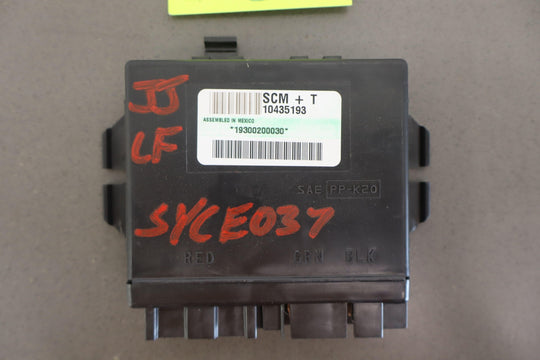 SCM + T
10435193
ASSEMBLED IN MEXICO
"19300200030"
JJ
LF
SAE PP-K20
SYCE037
RED GRN BLK